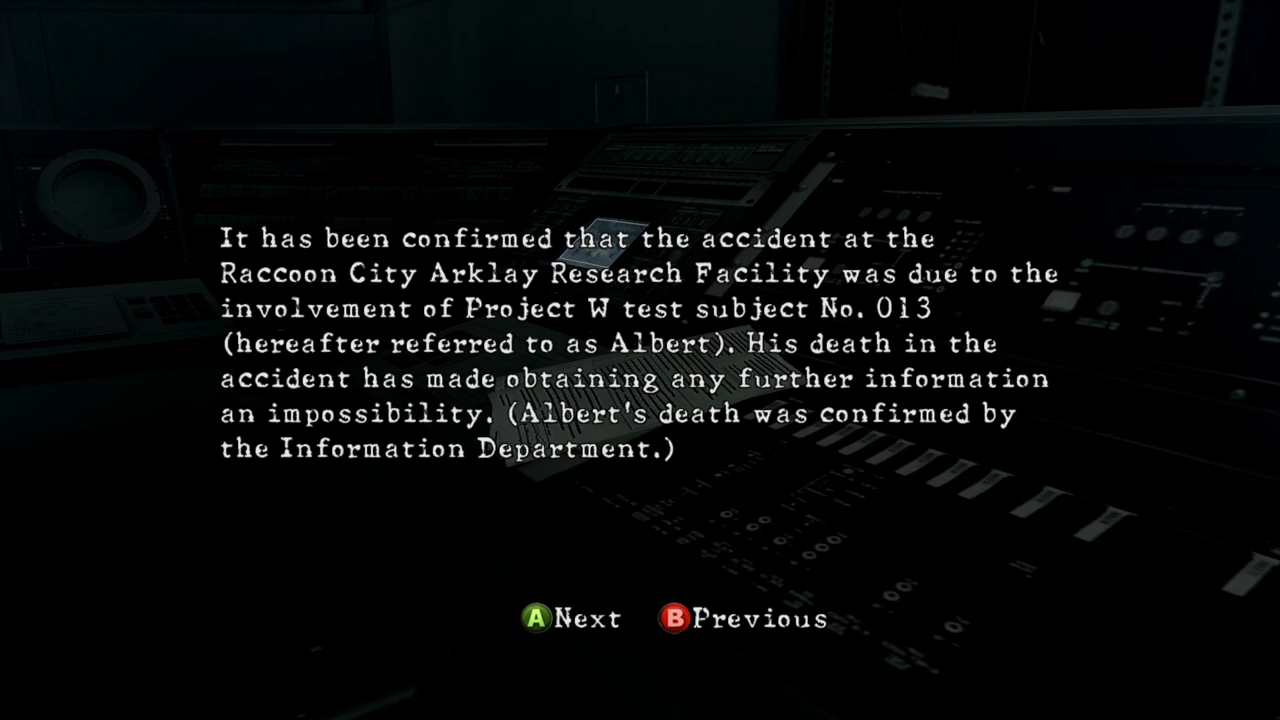 It has been confirmed that the accident at the
Raccoon City Arklay Research Facility was due to the
involvement of Project W test subject No. 013
(hereafter referred to as Albert). His death in the
accident has made obtaining any further information
an impossibility. (Albert's death was confirmed by
the Information Department.)
A Next B Previous